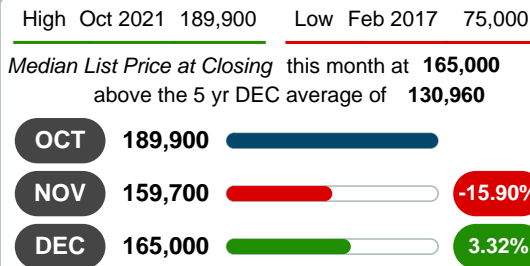 High Oct 2021 189,900 Low Feb 2017 75,000
Median List Price at Closing this month at 165,000
above the 5 yr DEC average of 130,960
OCT 189,900
NOV 159,700 -15.90%
DEC 165,000 3.32%